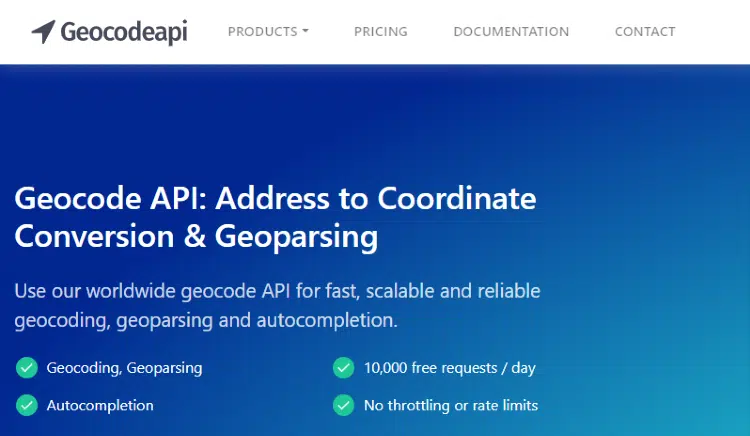 Geocodeapi PRODUCTS PRICING DOCUMENTATION CONTACT
Geocode API: Address to Coordinate
Conversion & Geoparsing
Use our worldwide geocode API for fast, scalable and reliable
geocoding, geoparsing and autocompletion.
Geocoding, Geoparsing
10,000 free requests / day
Autocompletion
No throttling or rate limits